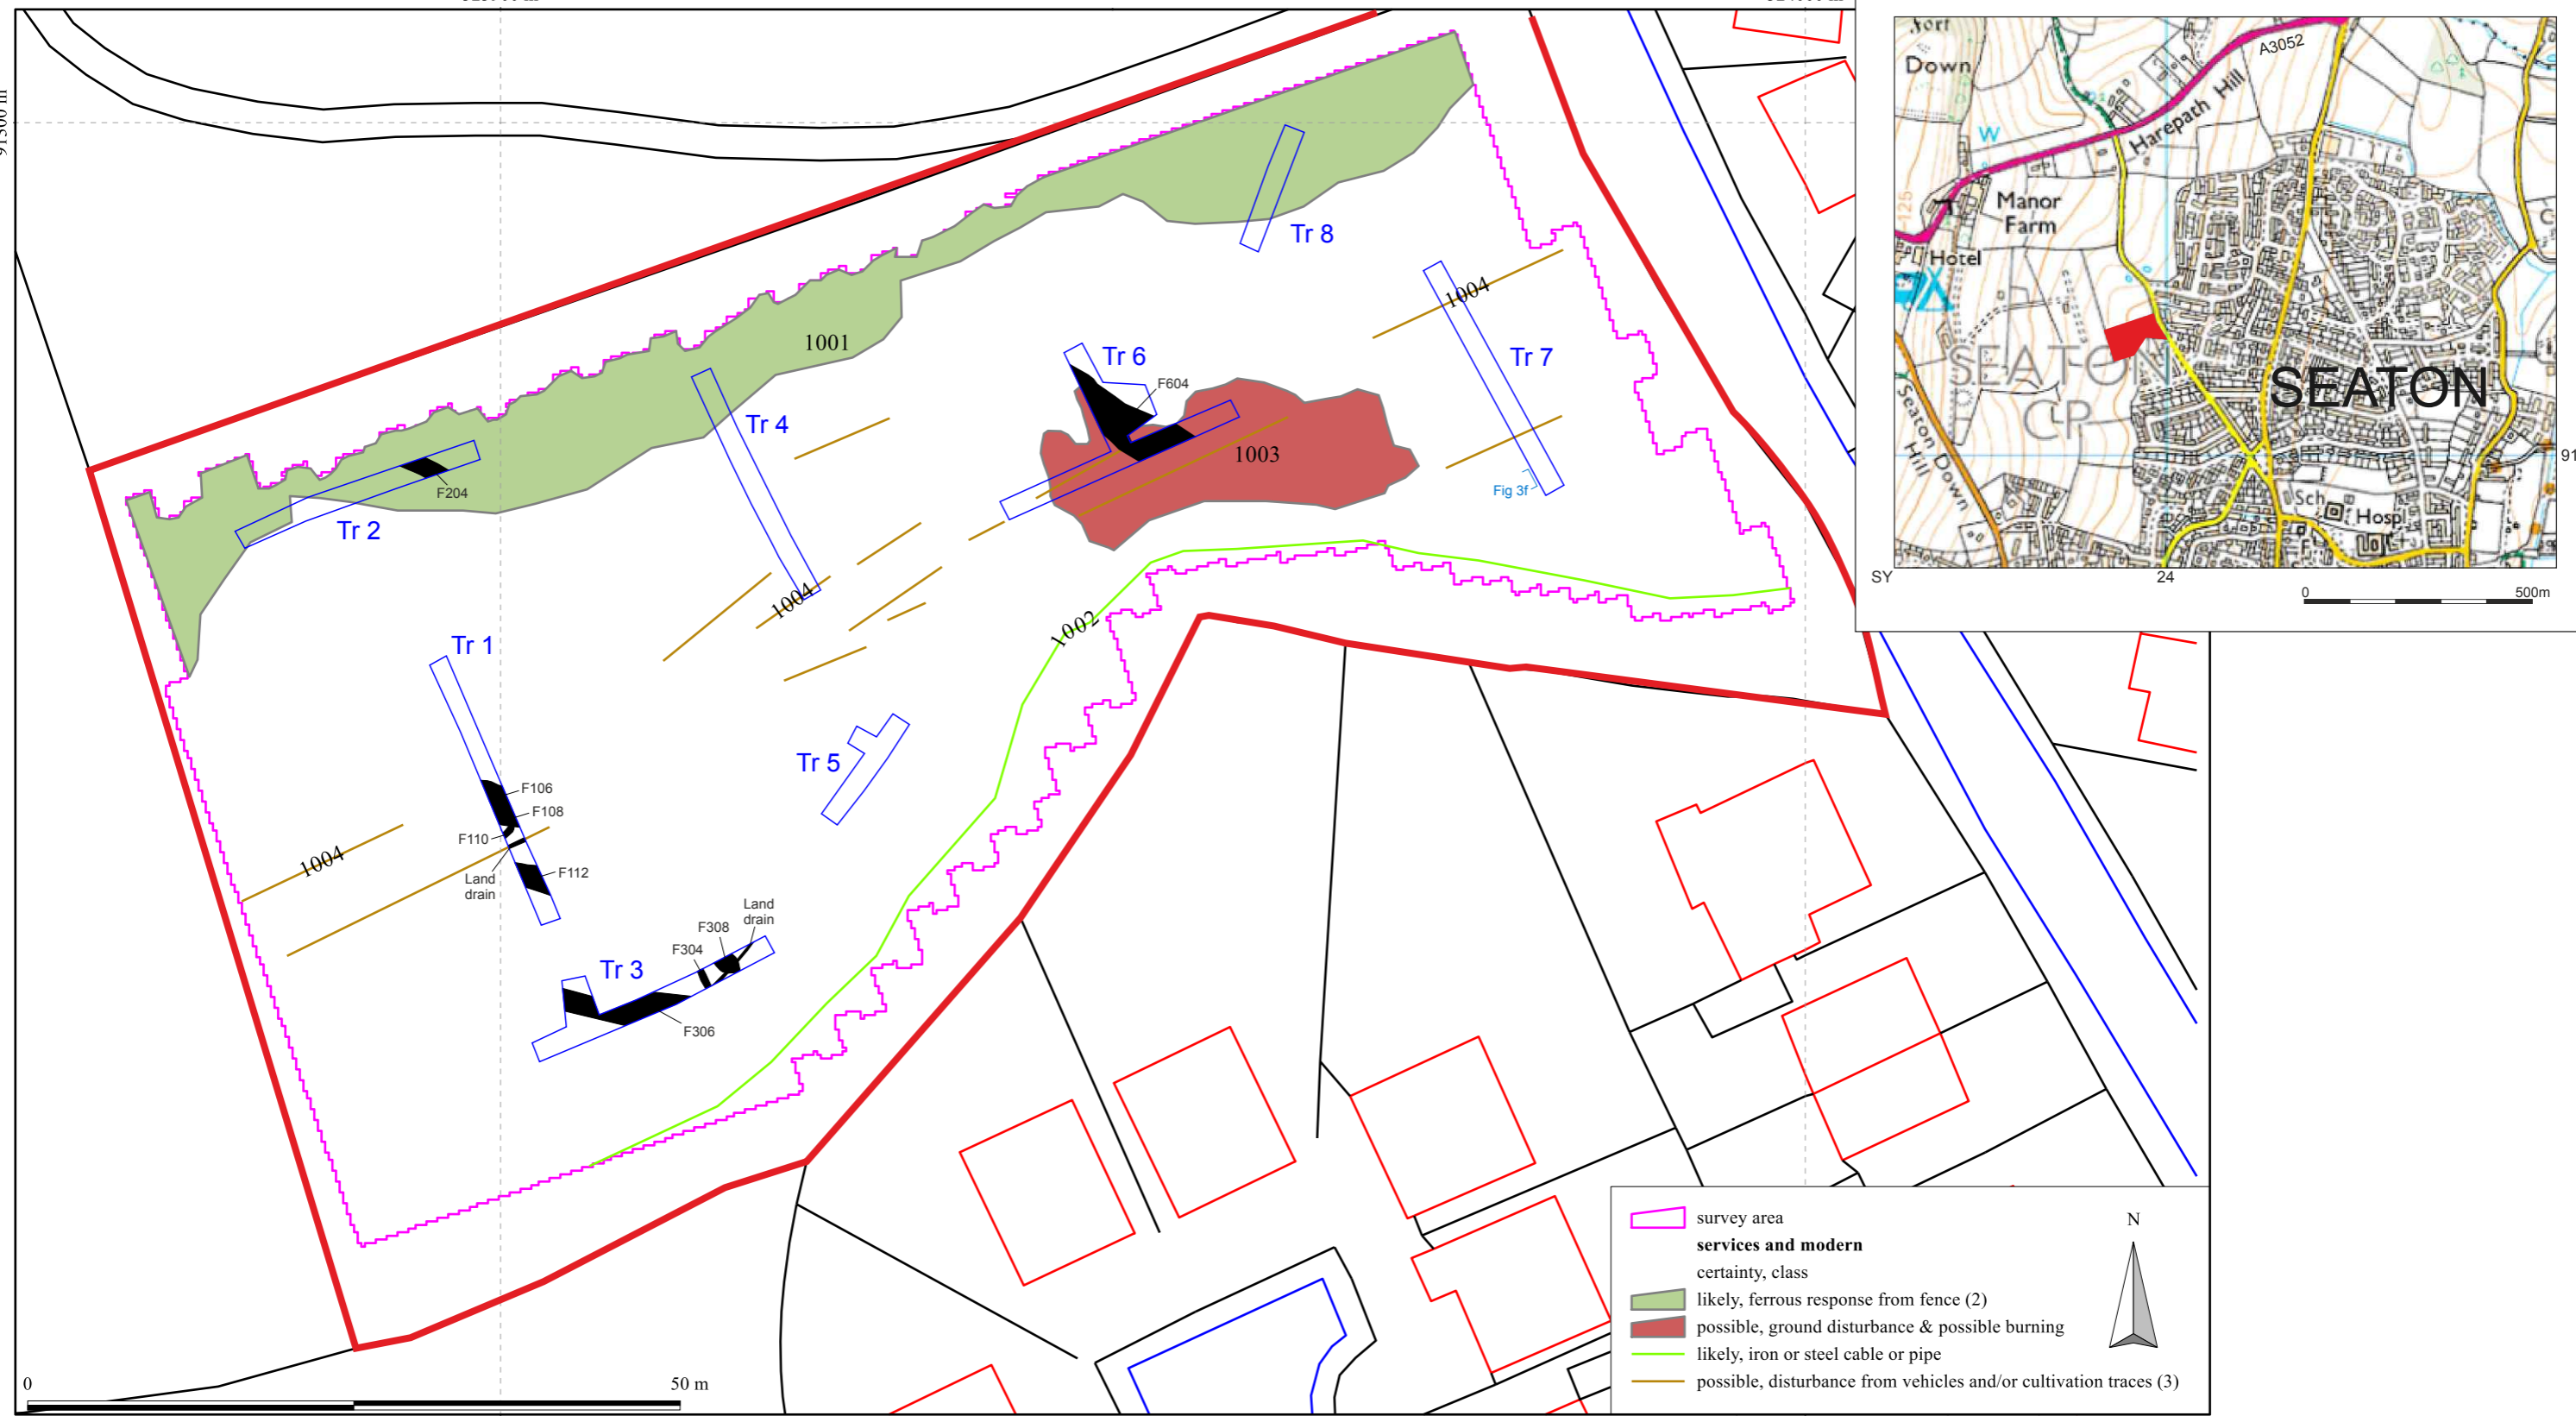 Tr 8
1004
1001
Tr 6
F604
Tr 7
Tr 4
1003
F204
Fig 3f
Tr 2
1004
1002
Tr 1
Tr 5
F106
F108
F110
1004
F112
Land
drain
Land
drain
F308
F304
Tr 3
F306
0
50 m
survey area
services and modern
certainty, class
likely, ferrous response from fence (2)
possible, ground disturbance & possible burning
likely, iron or steel cable or pipe
possible, disturbance from vehicles and/or cultivation traces (3)
N
Fort
Down
A3052
Harepath Hill
W
125
Manor
Farm
Hotel
SEATON
CP
SEATON
Seaton Down
Hill
Sch
Hospl
91
SY
24
0
500m